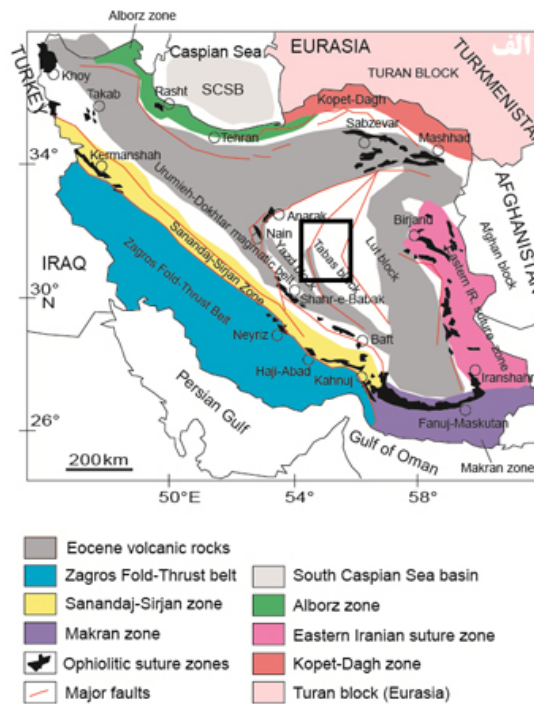 Alborz zone
Caspian Sea
EURASIA
الف
TURKEY
SCSB
TURAN BLOCK
TURKMENISTAN
Khoy
Takab
Rasht
Kopet-Dagh
Tehran
Sabzevar
Mashhad
34°
Kermanshah
Urumieh-Dokhtar magmatic belt
AFGHANISTAN
Anarak
Birjand
Nain
Sanandaj-Sirjan Zone
Yazd block
Tabas block
Lut block
Afghan block
IRAQ
Zagros Fold-Thrust Belt
Eastern IR. suture zone
30°
N
Shahr-e-Babak
Neyriz
Baft
Haji-Abad
Kahnuj
Iranshahr
Persian Gulf
26°
Fanuj-Maskutan
Gulf of Oman
200km
Makran zone
50°E
54°
58°
Eocene volcanic rocks
Zagros Fold-Thrust belt
South Caspian Sea basin
Sanandaj-Sirjan zone
Alborz zone
Makran zone
Eastern Iranian suture zone
Ophiolitic suture zones
Kopet-Dagh zone
Major faults
Turan block (Eurasia)